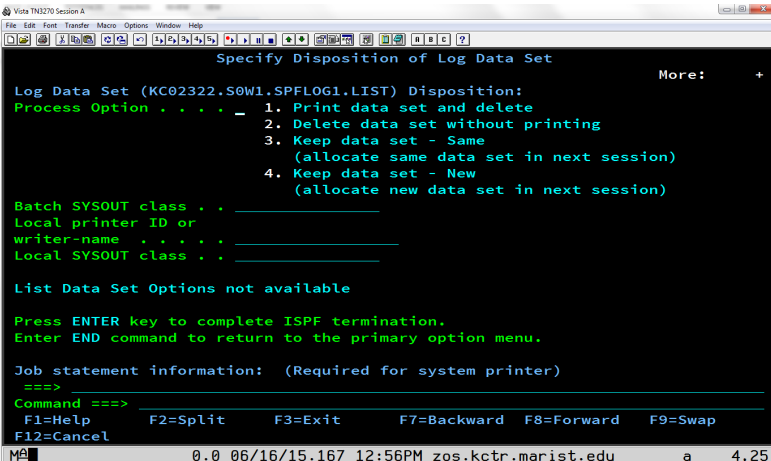 Vista TN3270 Session A
File Edit Font Transfer Macro Options Window Help
1 2 3 4 5 A B C ?
Specify Disposition of Log Data Set
More: +
Log Data Set (KC02322.S0W1.SPFLOG1.LIST) Disposition:
Process Option . . . . _ 1. Print data set and delete
2. Delete data set without printing
3. Keep data set - Same
(allocate same data set in next session)
4. Keep data set - New
(allocate new data set in next session)
Batch SYSOUT class . .
Local printer ID or
writer-name . . . . .
Local SYSOUT class . .
List Data Set Options not available
Press ENTER key to complete ISPF termination.
Enter END command to return to the primary option menu.
Job statement information: (Required for system printer)
===>
Command ===>
F1=Help F2=Split F3=Exit F7=Backward F8=Forward F9=Swap
F12=Cancel
MA 0.0 06/16/15.167 12:56PM zos.kctr.marist.edu a 4.25